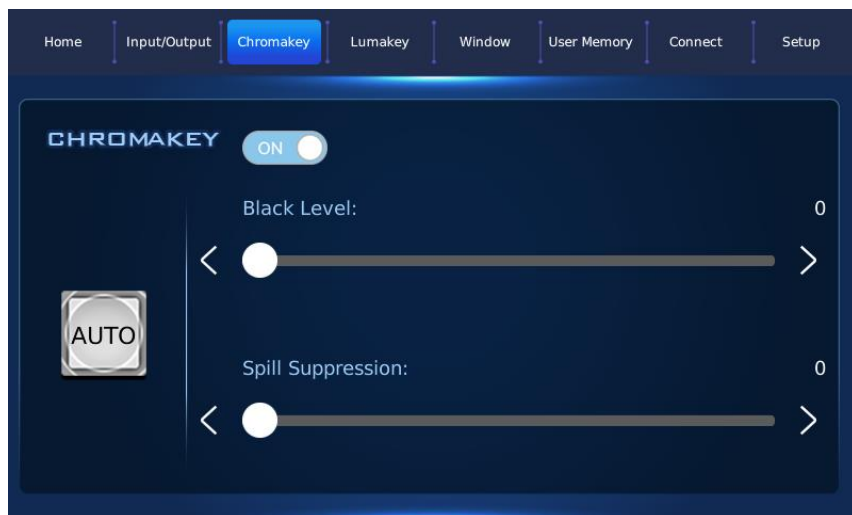 Home Input/Output Chromakey Lumakey Window User Memory Connect Setup
CHROMAKEY ON
Black Level: 0
AUTO
Spill Suppression: 0